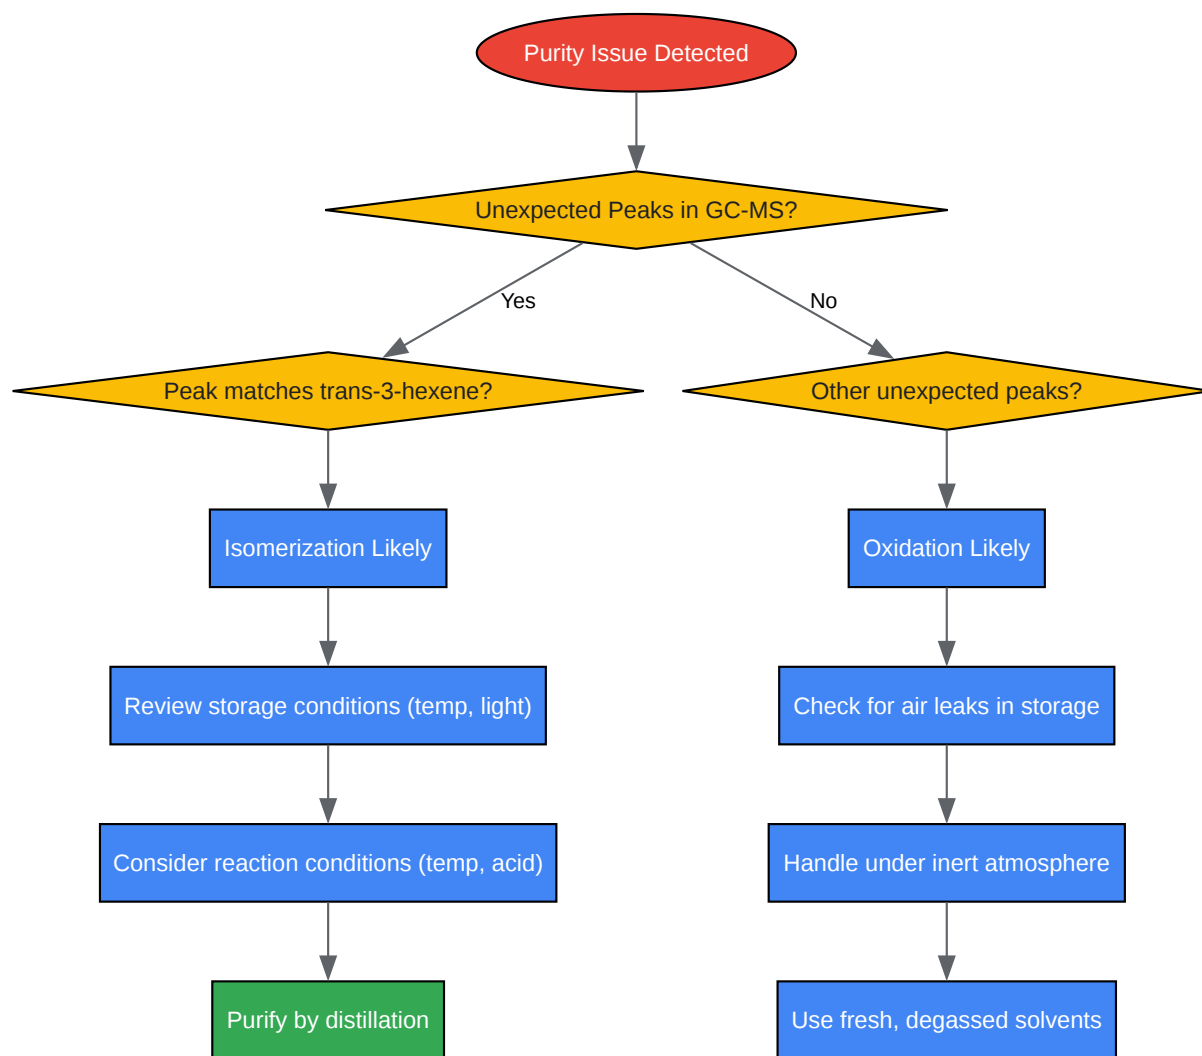 Purity Issue Detected
Unexpected Peaks in GC-MS?
Yes
No
Peak matches trans-3-hexene?
Other unexpected peaks?
Isomerization Likely
Oxidation Likely
Review storage conditions (temp, light)
Check for air leaks in storage
Consider reaction conditions (temp, acid)
Handle under inert atmosphere
Purify by distillation
Use fresh, degassed solvents